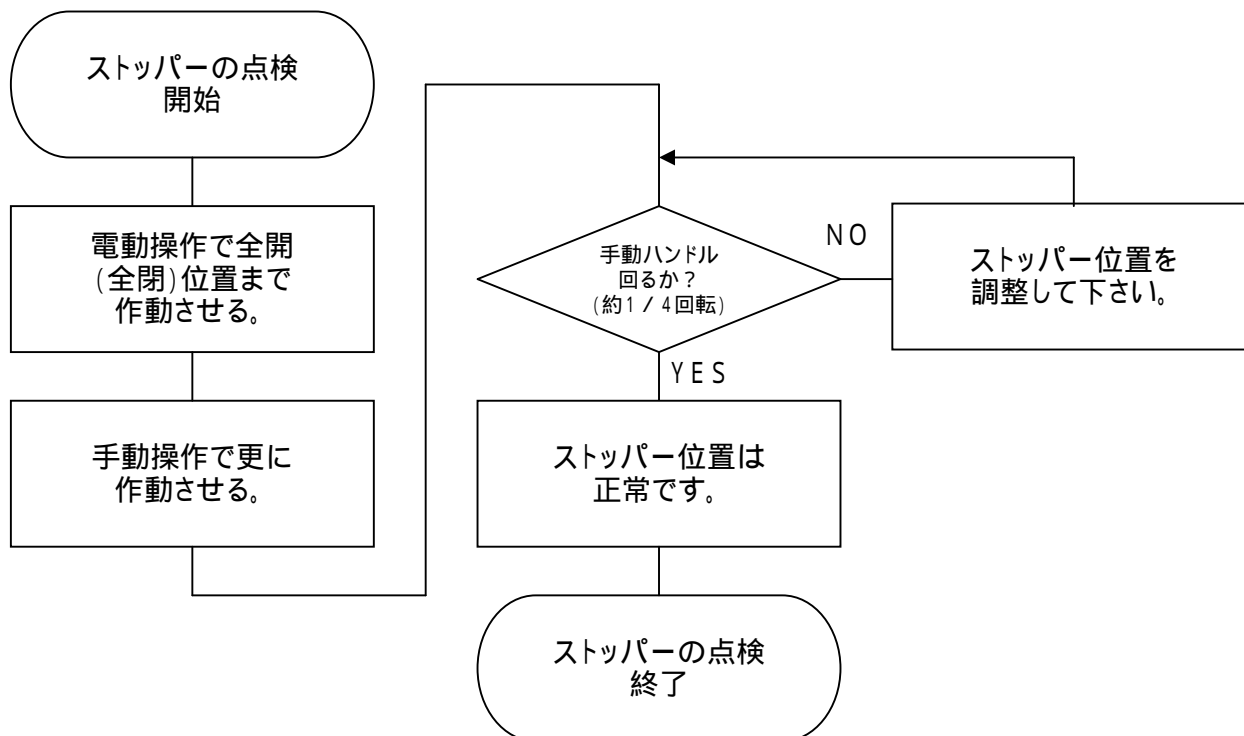 ストッパーの点検
開始
電動操作で全開
(全閉)位置まで
作動させる。
手動操作で更に
作動させる。
手動ハンドル
回るか？
(約1／4回転)
NO
ストッパー位置を
調整して下さい。
YES
ストッパー位置は
正常です。
ストッパーの点検
終了